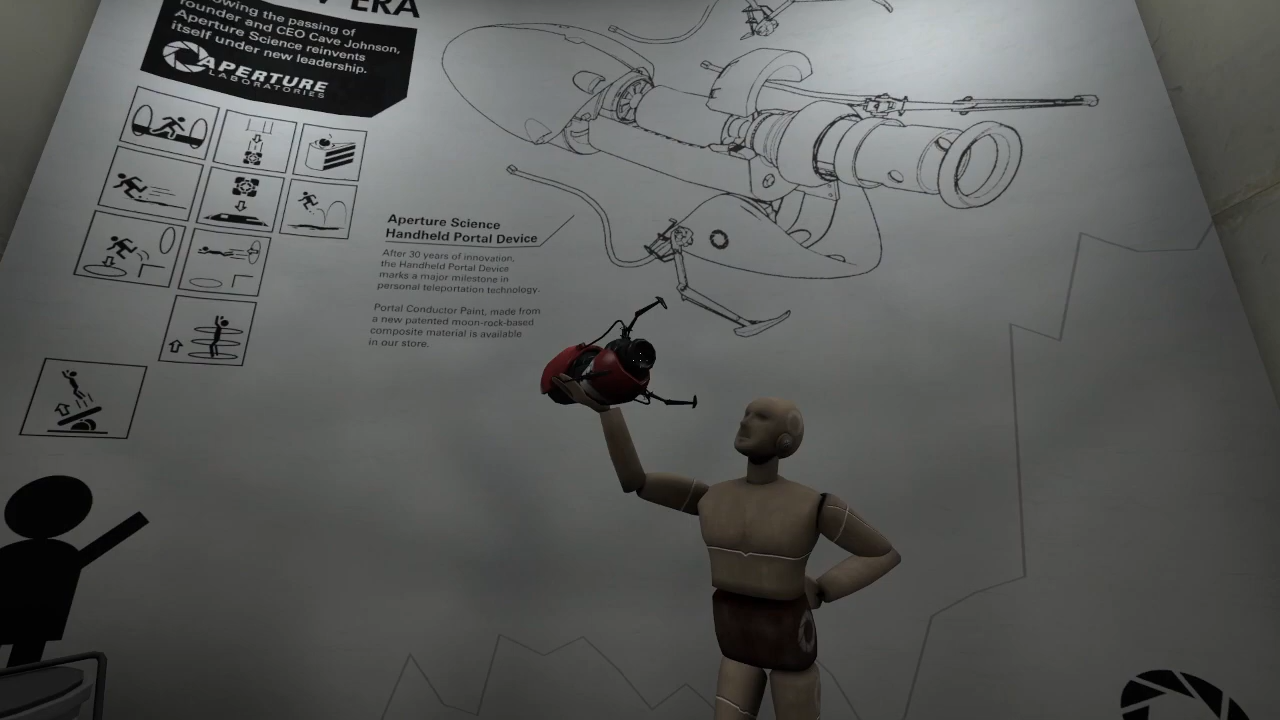 ERA
owing the passing of
founder and CEO Cave Johnson,
Aperture Science reinvents
itself under new leadership.
APERTURE
LABORATORIES
Aperture Science
Handheld Portal Device
After 30 years of innovation,
the Handheld Portal Device
marks a major milestone in
personal teleportation technology.
Portal Conductor Paint, made from
a new patented moon-rock-based
composite material is available
in our store.